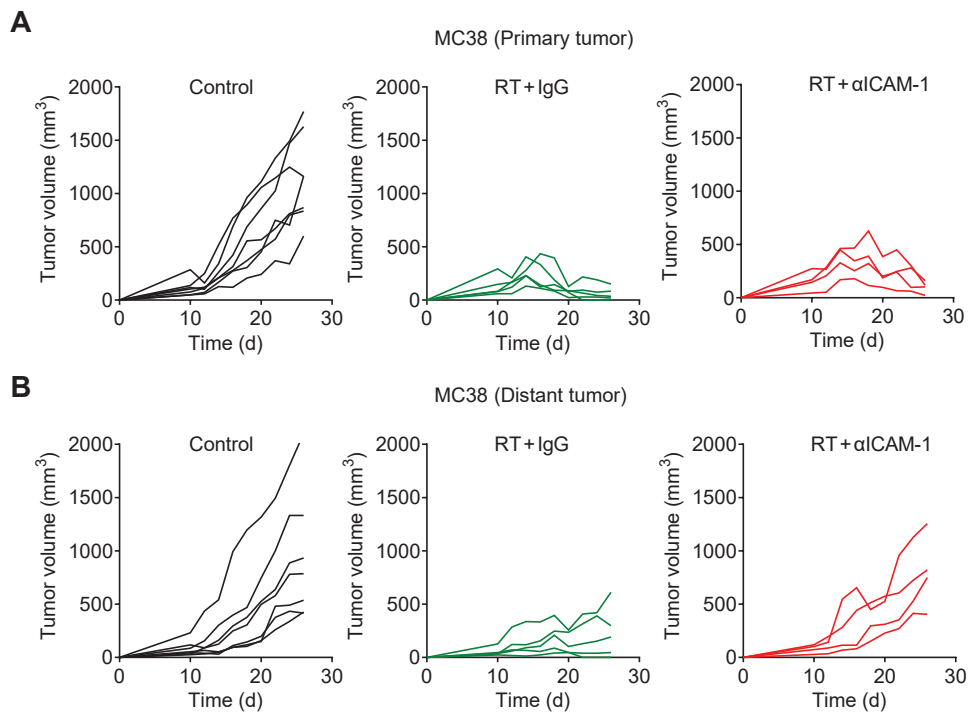 A
MC38 (Primary tumor)
Control
RT + IgG
RT + αICAM-1
Tumor volume (mm³)
2000
1500
1000
500
0
0 10 20 30
Time (d)
Tumor volume (mm³)
2000
1500
1000
500
0
0 10 20 30
Time (d)
Tumor volume (mm³)
2000
1500
1000
500
0
0 10 20 30
Time (d)
B
MC38 (Distant tumor)
Control
RT + IgG
RT + αICAM-1
Tumor volume (mm³)
2000
1500
1000
500
0
0 10 20 30
Time (d)
Tumor volume (mm³)
2000
1500
1000
500
0
0 10 20 30
Time (d)
Tumor volume (mm³)
2000
1500
1000
500
0
0 10 20 30
Time (d)